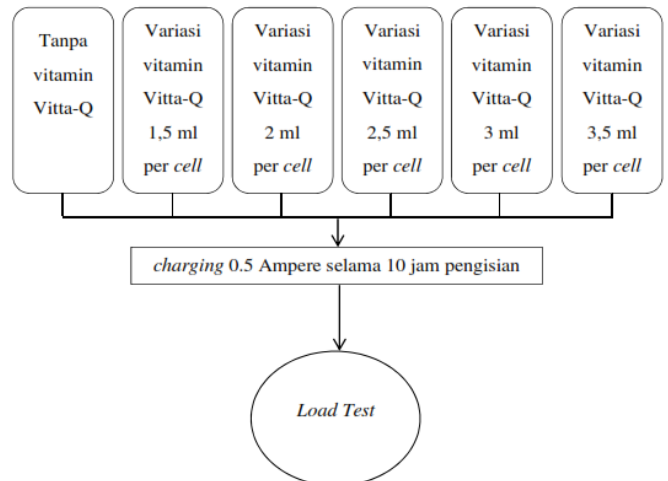 Tanpa
vitamin
Vitta-Q
Variasi
vitamin
Vitta-Q
1,5 ml
per cell
Variasi
vitamin
Vitta-Q
2 ml
per cell
Variasi
vitamin
Vitta-Q
2,5 ml
per cell
Variasi
vitamin
Vitta-Q
3 ml
per cell
Variasi
vitamin
Vitta-Q
3,5 ml
per cell
charging 0.5 Ampere selama 10 jam pengisian
Load Test